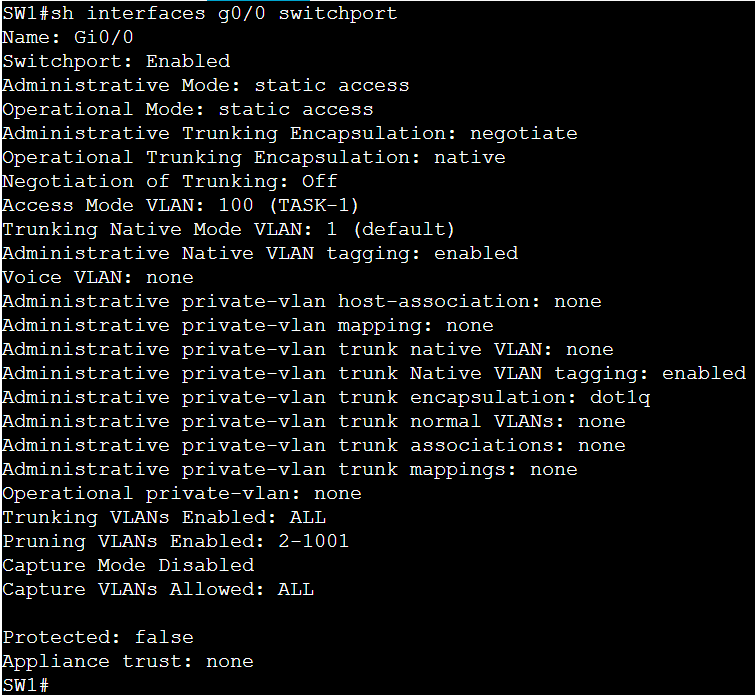 SW1#sh interfaces g0/0 switchport
Name: Gi0/0
Switchport: Enabled
Administrative Mode: static access
Operational Mode: static access
Administrative Trunking Encapsulation: negotiate
Operational Trunking Encapsulation: native
Negotiation of Trunking: Off
Access Mode VLAN: 100 (TASK-1)
Trunking Native Mode VLAN: 1 (default)
Administrative Native VLAN tagging: enabled
Voice VLAN: none
Administrative private-vlan host-association: none
Administrative private-vlan mapping: none
Administrative private-vlan trunk native VLAN: none
Administrative private-vlan trunk Native VLAN tagging: enabled
Administrative private-vlan trunk encapsulation: dot1q
Administrative private-vlan trunk normal VLANs: none
Administrative private-vlan trunk associations: none
Administrative private-vlan trunk mappings: none
Operational private-vlan: none
Trunking VLANs Enabled: ALL
Pruning VLANs Enabled: 2-1001
Capture Mode Disabled
Capture VLANs Allowed: ALL

Protected: false
Appliance trust: none
SW1#